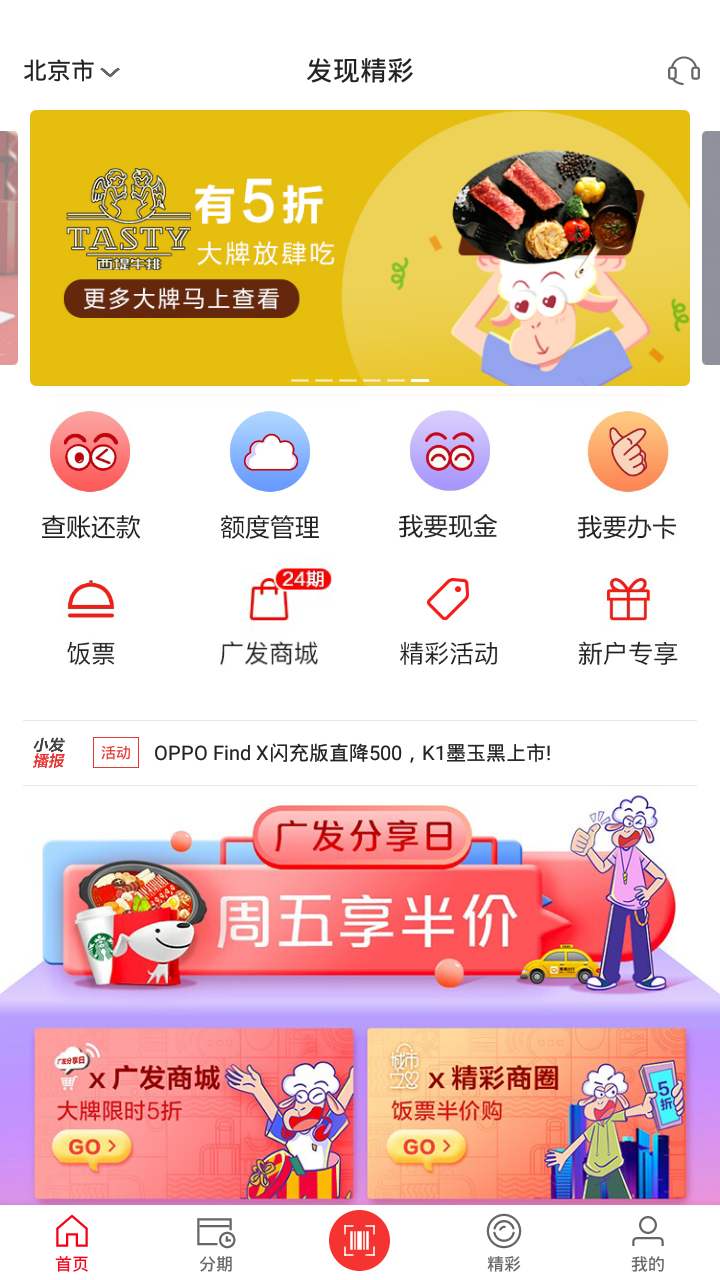 北京市
发现精彩
TASTY
西堤牛排
有5折
大牌放肆吃
更多大牌马上查看
查账还款
额度管理
我要现金
我要办卡
24期
饭票
广发商城
精彩活动
新户专享
小发
播报
活动
OPPO Find X闪充版直降500，K1墨玉黑上市!
广发分享日
周五享半价
广发分享日
x 广发商城
大牌限时5折
GO >
城市
x 精彩商圈
饭票半价购
GO >
5折
首页
分期
精彩
我的